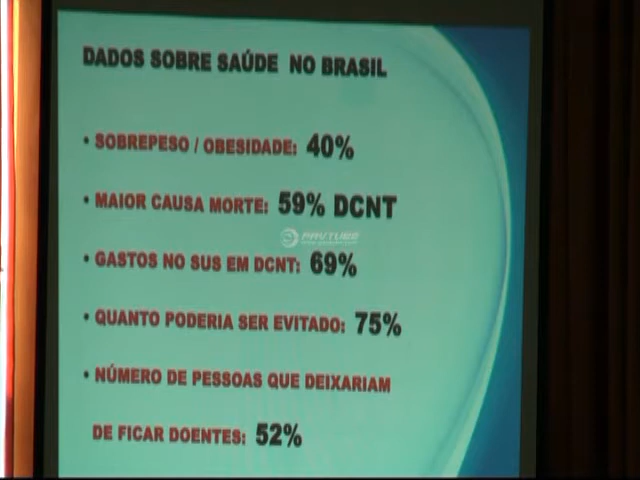 DADOS SOBRE SAÚDE NO BRASIL
• SOBREPESO / OBESIDADE: 40%
• MAIOR CAUSA MORTE: 59% DCNT
PAVTUBE
• GASTOS NO SUS EM DCNT: 69%
• QUANTO PODERIA SER EVITADO: 75%
• NÚMERO DE PESSOAS QUE DEIXARIAM
DE FICAR DOENTES: 52%